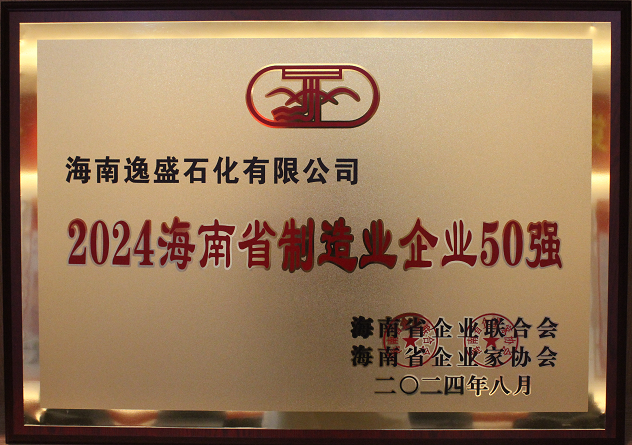 海南逸盛石化有限公司
2024海南省制造业企业50强
海南省企业联合会
海南省企业家协会
二〇二四年八月